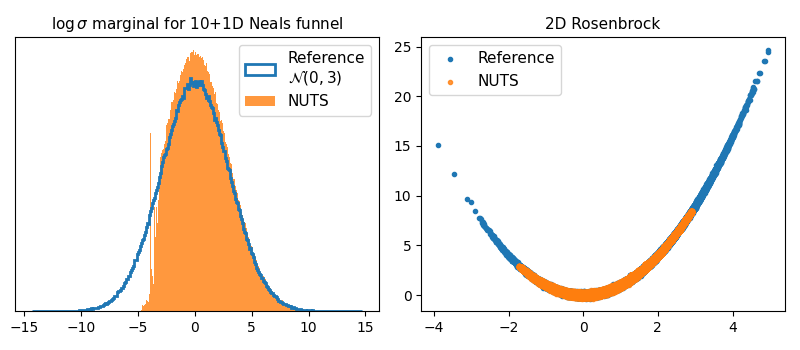 log σ marginal for 10+1D Neals funnel
Reference
𝒩(0, 3)
NUTS
−15 −10 −5 0 5 10 15
2D Rosenbrock
Reference
NUTS
25
20
15
10
5
0
−4 −2 0 2 4